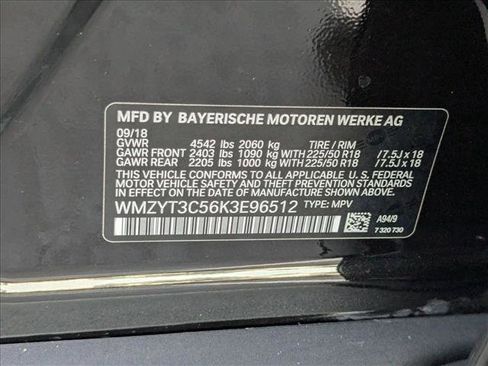 MFD BY BAYERISCHE MOTOREN WERKE AG
09/18
GVWR 4542 lbs 2060 kg TIRE / RIM
GAWR FRONT 2403 lbs 1090 kg WITH 225/50 R18 / 7.5J x 18
GAWR REAR 2205 lbs 1000 kg WITH 225/50 R18 / 7.5J x 18
THIS VEHICLE CONFORMS TO ALL APPLICABLE U. S. FEDERAL
MOTOR VEHICLE SAFETY, BUMPER, AND THEFT PREVENTION
STANDARDS IN EFFECT ON THE DATE OF MANUFACTURE SHOWN ABOVE.
WMZYT3C56K3E96512 TYPE: MPV
A94/9
7 320 730